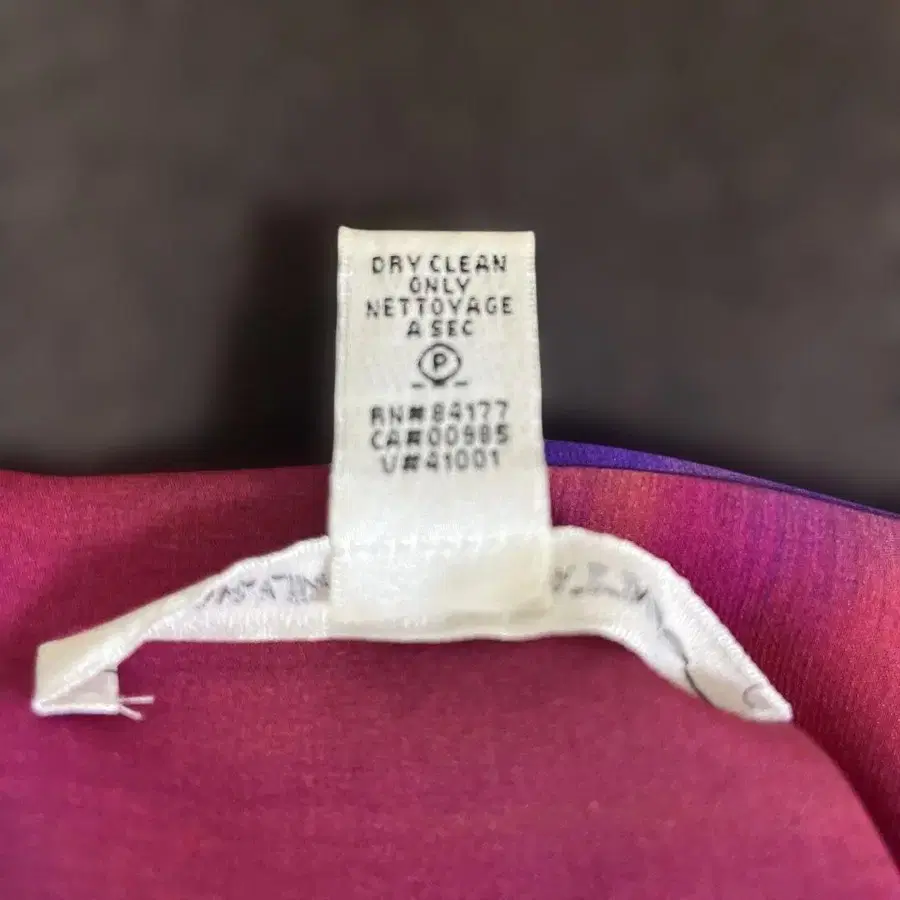 DRY CLEAN
ONLY
NETTOYAGE
A SEC
P
RN#84177
CA#00985
U#41001